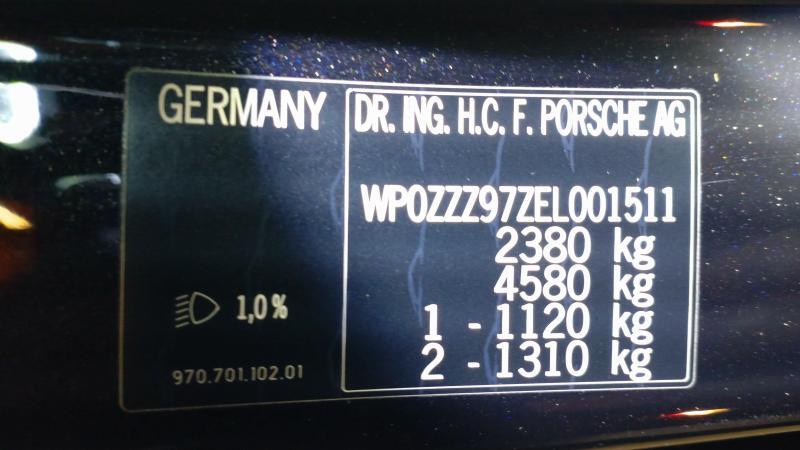 GERMANY
DR. ING. H.C. F. PORSCHE AG
WP0ZZZ97ZEL001511
2380 kg
4580 kg
1 - 1120 kg
2 - 1310 kg
1,0 %
970.701.102.01